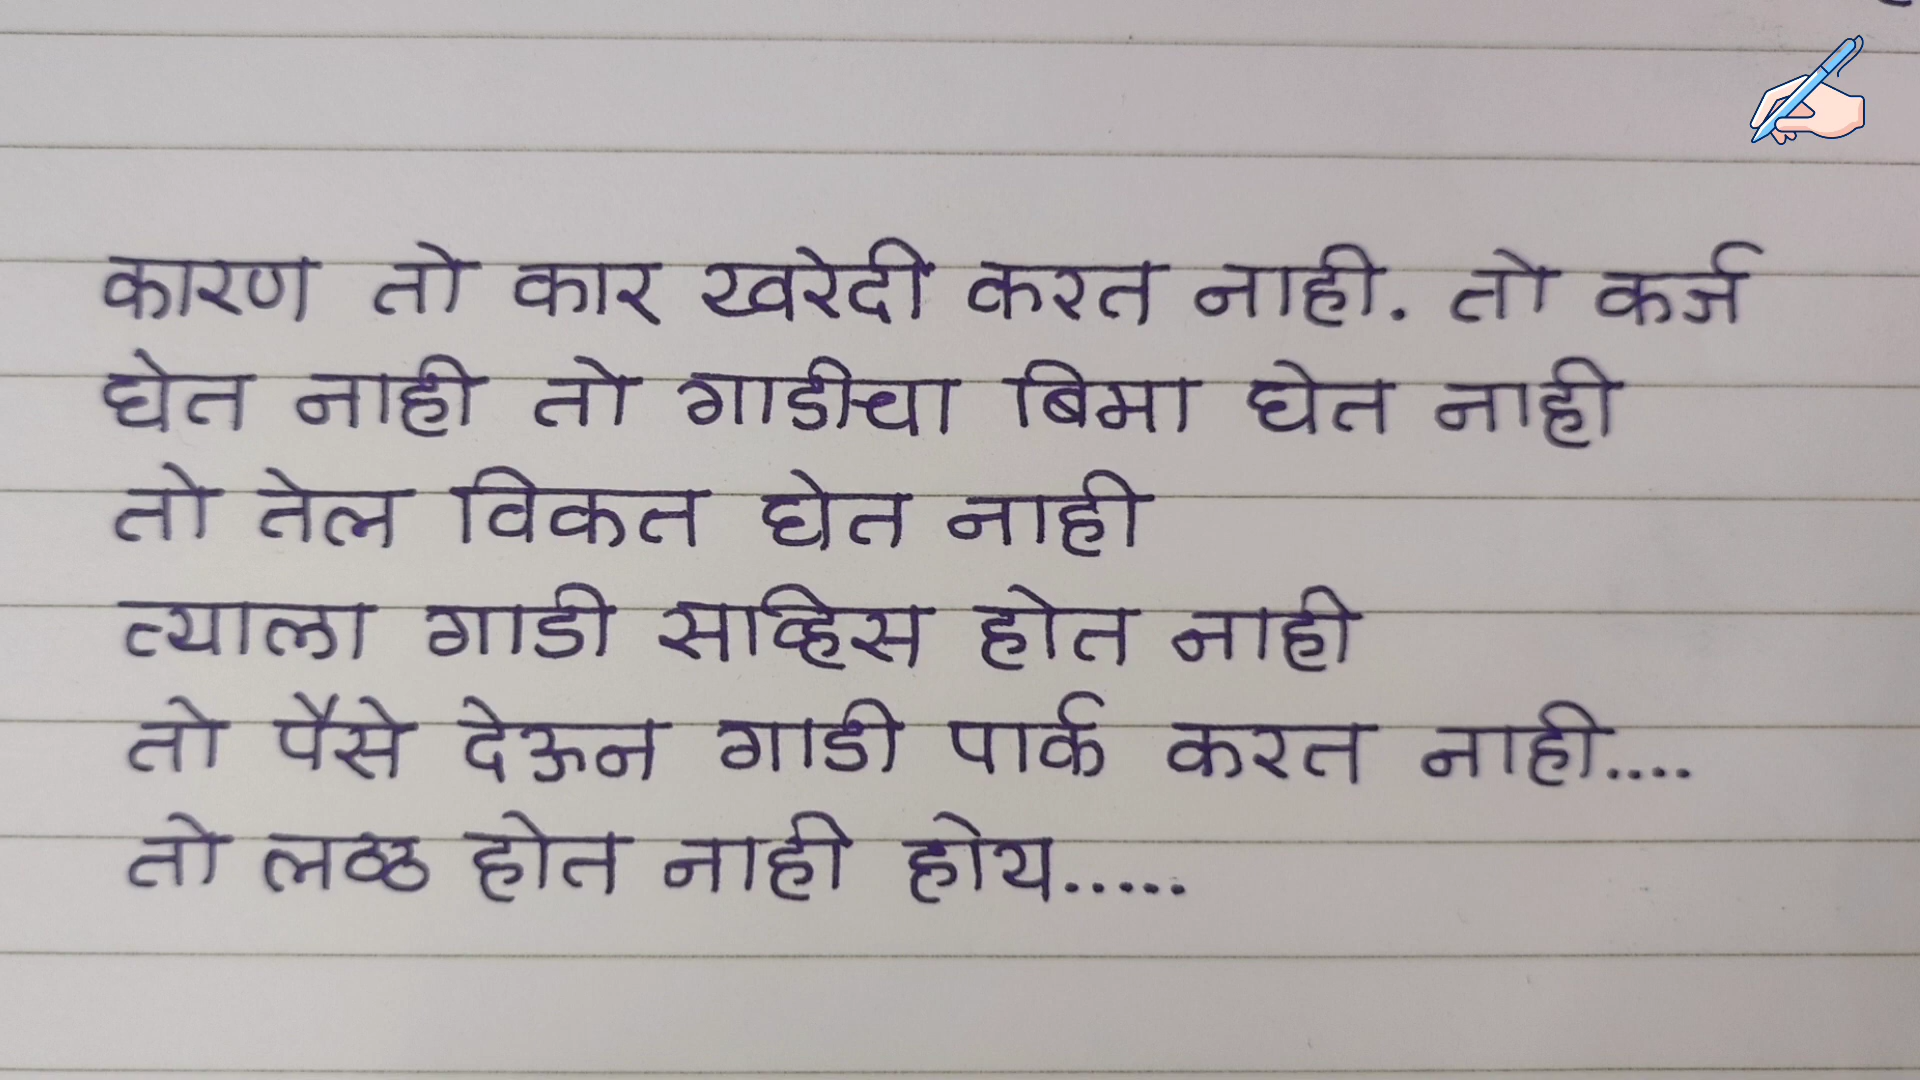 कारण तो कार खरेदी करत नाही. तो कर्ज
घेत नाही तो गाडीचा बिमा घेत नाही
तो तेल विकत घेत नाही
त्याला गाडी सर्व्हिस होत नाही
तो पैसे देऊन गाडी पार्क करत नाही....
तो लठ्ठ होत नाही होय.....